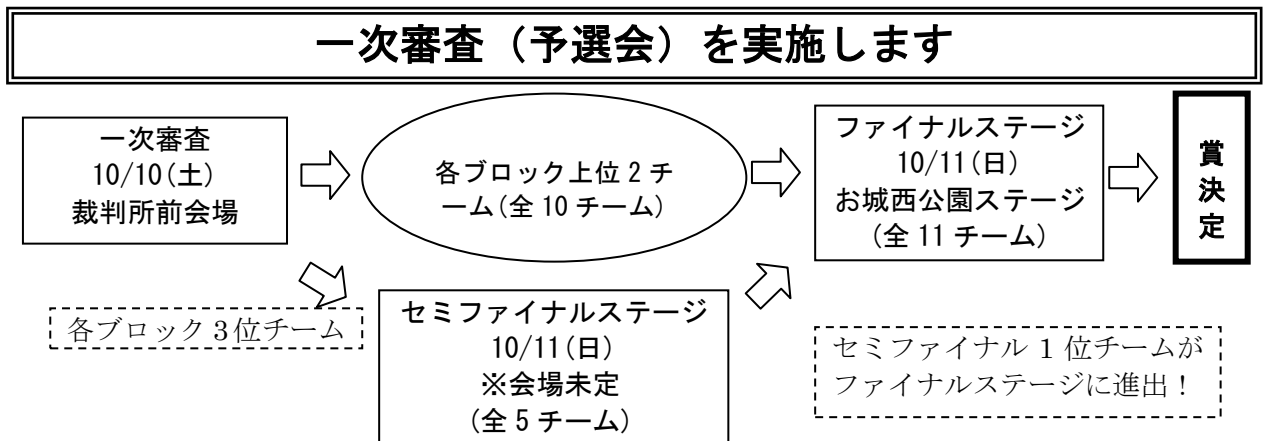 一次審査（予選会）を実施します
一次審査
10/10(土)
裁判所前会場
各ブロック上位 2 チ
ーム(全 10 チーム)
ファイナルステージ
10/11(日)
お城西公園ステージ
(全 11 チーム)
賞決定
各ブロック 3位チーム
セミファイナルステージ
10/11(日)
※会場未定
(全 5 チーム)
セミファイナル 1 位チームが
ファイナルステージに進出！